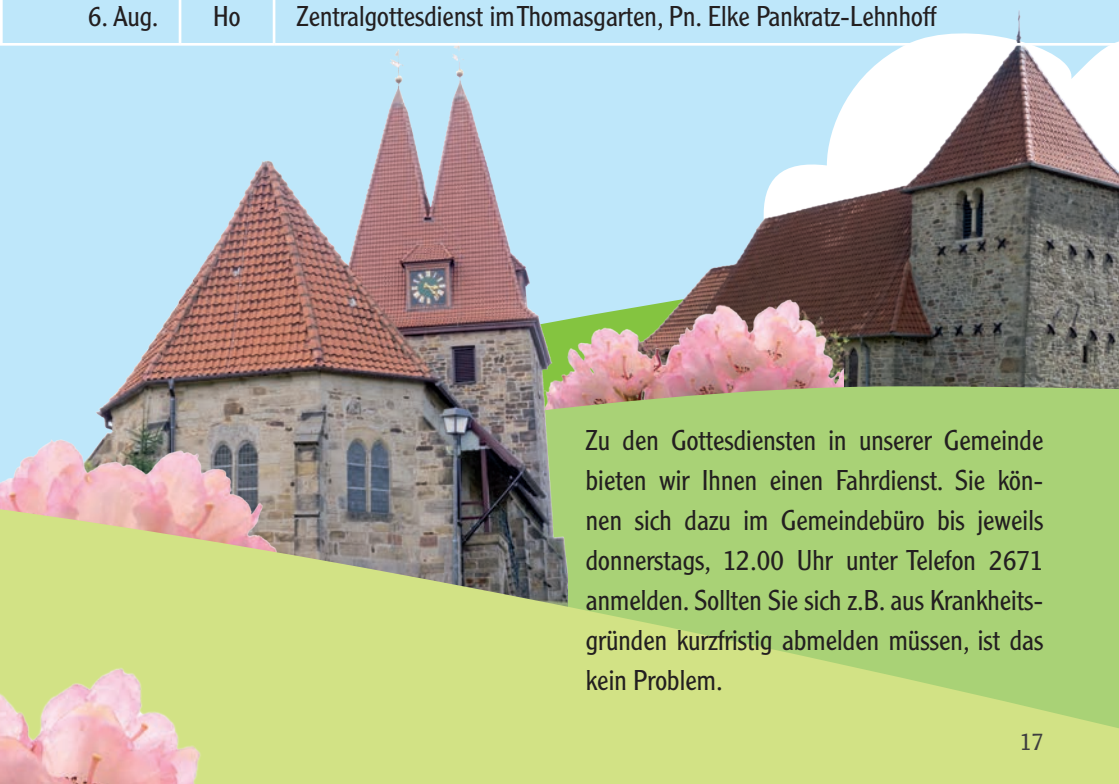 6. Aug. Ho Zentralgottesdienst im Thomasgarten, Pn. Elke Pankratz-Lehnhoff
Zu den Gottesdiensten in unserer Gemeinde
bieten wir Ihnen einen Fahrdienst. Sie kön-
nen sich dazu im Gemeindebüro bis jeweils
donnerstags, 12.00 Uhr unter Telefon 2671
anmelden. Sollten Sie sich z.B. aus Krankheits-
gründen kurzfristig abmelden müssen, ist das
kein Problem.
17